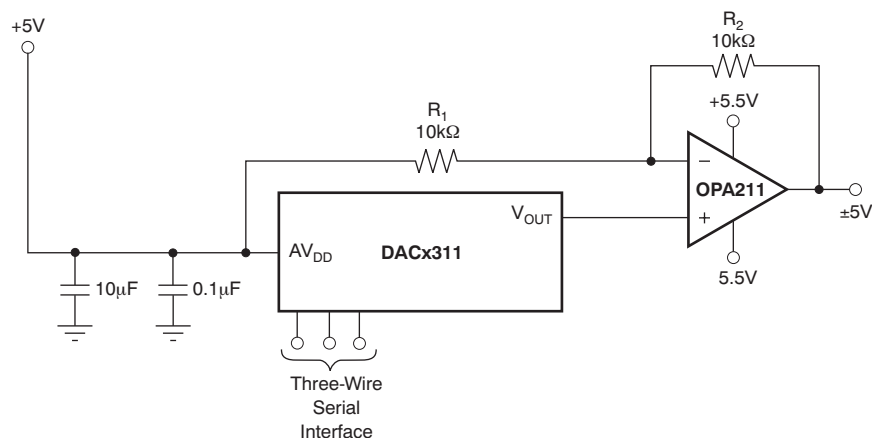 +5V
R2
10kΩ
+5.5V
R1
10kΩ
−
OPA211
+
±5V
5.5V
VOUT
AVDD
DACx311
10μF
0.1μF
Three-Wire
Serial
Interface